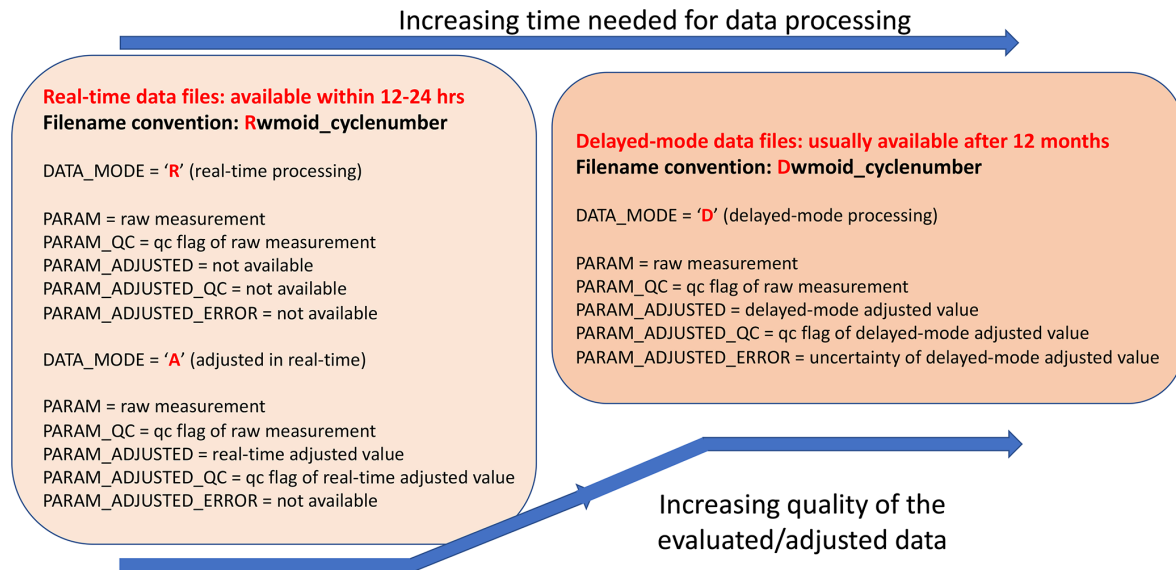 Increasing time needed for data processing
Real-time data files: available within 12-24 hrs
Filename convention: Rwmoid_cyclenumber
DATA_MODE = ‘R’ (real-time processing)
PARAM = raw measurement
PARAM_QC = qc flag of raw measurement
PARAM_ADJUSTED = not available
PARAM_ADJUSTED_QC = not available
PARAM_ADJUSTED_ERROR = not available
DATA_MODE = ‘A’ (adjusted in real-time)
PARAM = raw measurement
PARAM_QC = qc flag of raw measurement
PARAM_ADJUSTED = real-time adjusted value
PARAM_ADJUSTED_QC = qc flag of real-time adjusted value
PARAM_ADJUSTED_ERROR = not available
Delayed-mode data files: usually available after 12 months
Filename convention: Dwmoid_cyclenumber
DATA_MODE = ‘D’ (delayed-mode processing)
PARAM = raw measurement
PARAM_QC = qc flag of raw measurement
PARAM_ADJUSTED = delayed-mode adjusted value
PARAM_ADJUSTED_QC = qc flag of delayed-mode adjusted value
PARAM_ADJUSTED_ERROR = uncertainty of delayed-mode adjusted value
Increasing quality of the
evaluated/adjusted data